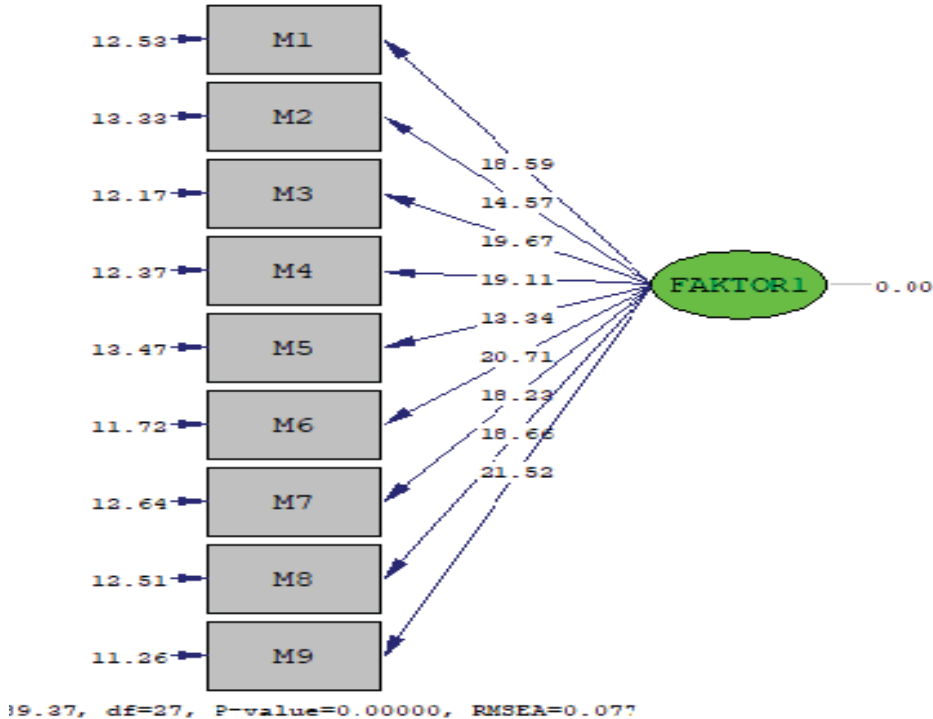 12.53 M1
13.33 M2
18.59
12.17 M3
14.57
19.67
12.37 M4
19.11
FAKTOR1 0.00
13.34
13.47 M5
20.71
18.23
11.72 M6
18.66
21.52
12.64 M7
12.51 M8
11.26 M9
39.37, df=27, P-value=0.00000, RMSEA=0.077